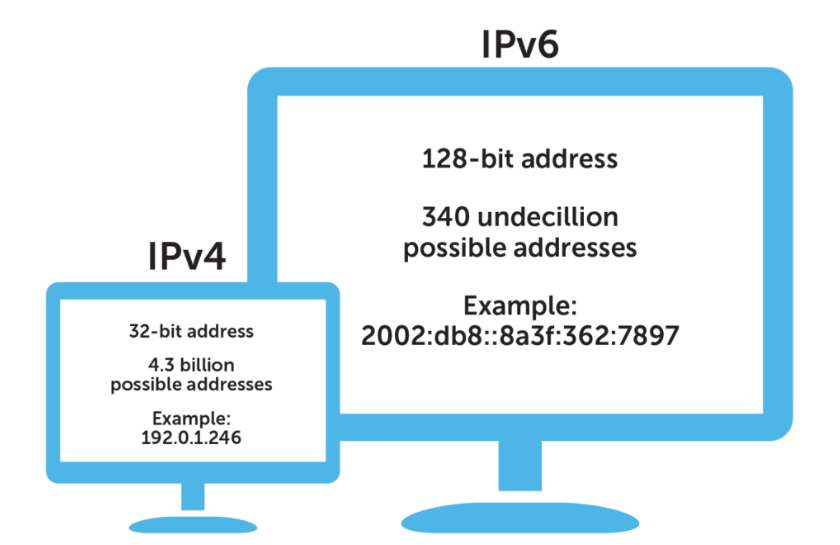 IPv6
128-bit address
340 undecillion
possible addresses
Example:
2002:db8::8a3f:362:7897
IPv4
32-bit address
4.3 billion
possible addresses
Example:
192.0.1.246